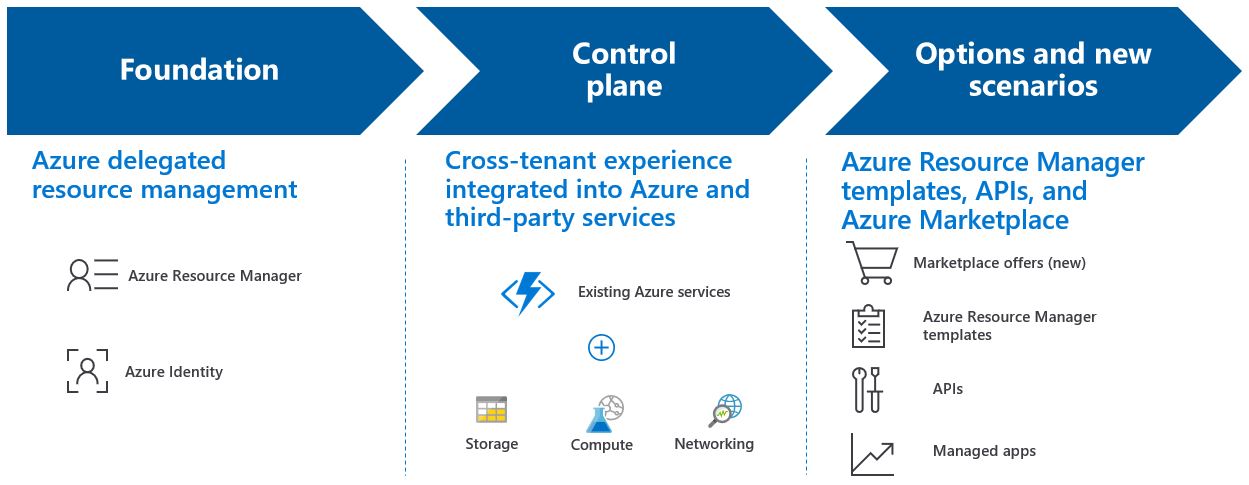 Foundation
Control
plane
Options and new
scenarios
Azure delegated
resource management
Azure Resource Manager
Azure Identity
Cross-tenant experience
integrated into Azure and
third-party services
Existing Azure services
Storage
Compute
Networking
Azure Resource Manager
templates, APIs, and
Azure Marketplace
Marketplace offers (new)
Azure Resource Manager
templates
APIs
Managed apps